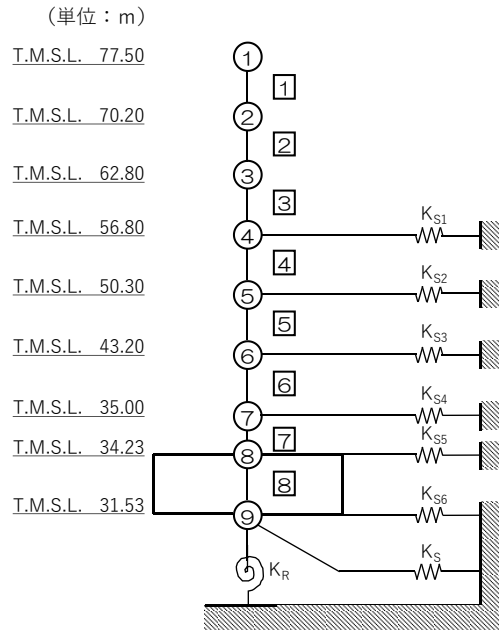 （単位：m）
T.M.S.L. 77.50
1
1
T.M.S.L. 70.20
2
2
T.M.S.L. 62.80
3
3
T.M.S.L. 56.80
4
KS1
4
T.M.S.L. 50.30
5
KS2
5
T.M.S.L. 43.20
6
KS3
6
T.M.S.L. 35.00
7
KS4
7
T.M.S.L. 34.23
8
KS5
8
T.M.S.L. 31.53
9
KS6
KS
KR